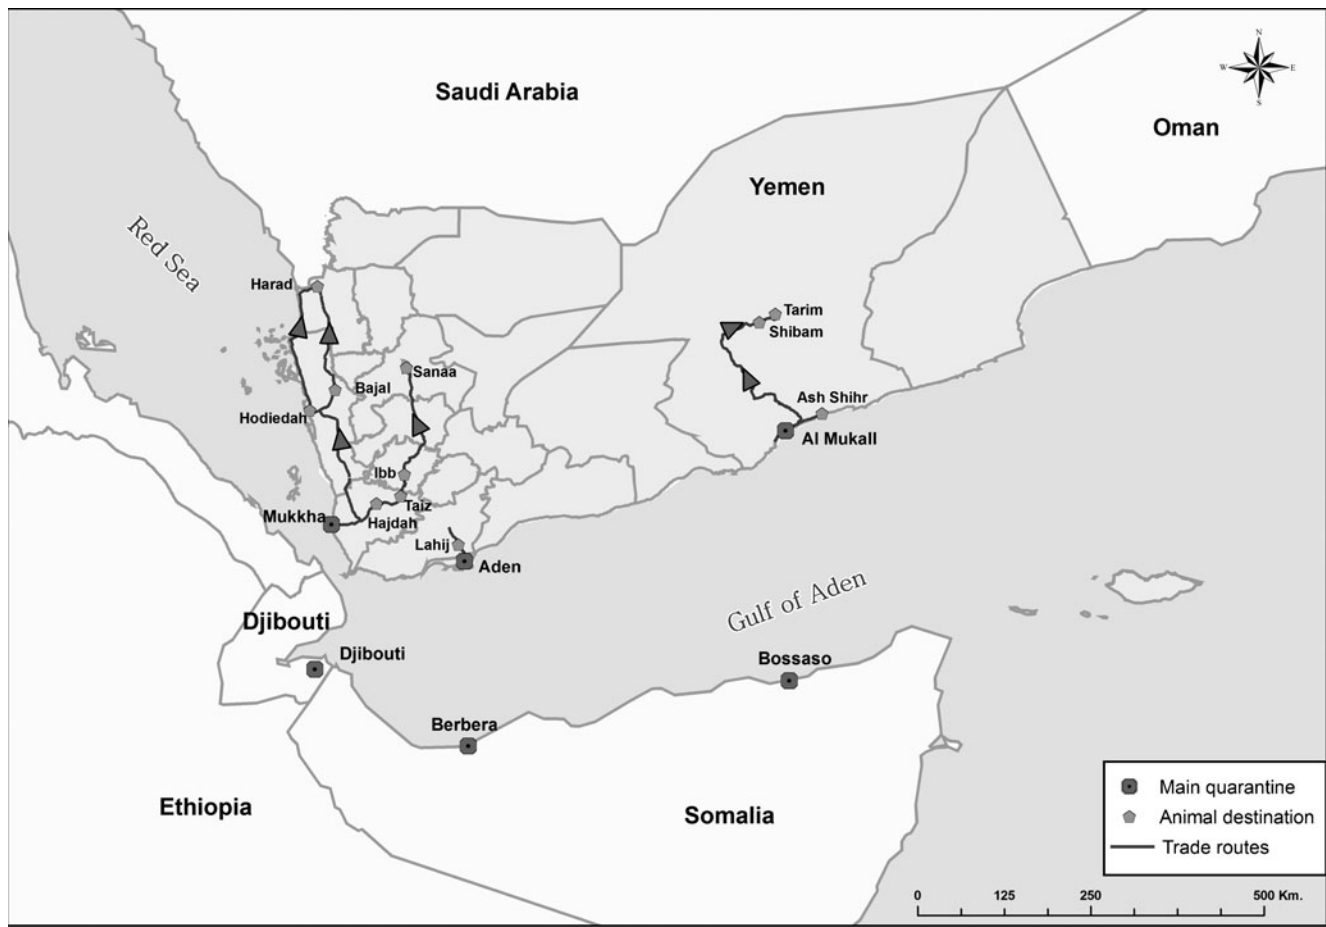 N
W
E
S
Saudi Arabia
Oman
Yemen
Red Sea
Harad
Tarim
Shibam
Sanaa
Bajal
Ash Shihr
Hodiedah
Al Mukall
Ibb
Taiz
Mukkha
Hajdah
Lahij
Aden
Gulf of Aden
Djibouti
Djibouti
Bossaso
Berbera
Ethiopia
Somalia
Main quarantine
Animal destination
Trade routes
0 125 250 500 Km.